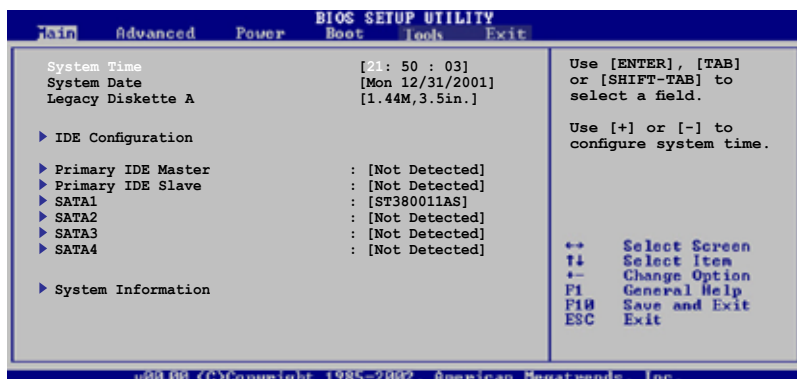 BIOS SETUP UTILITY
Main Advanced Power Boot Tools Exit
System Time [21: 50 : 03]
System Date [Mon 12/31/2001]
Legacy Diskette A [1.44M,3.5in.]
IDE Configuration
Primary IDE Master : [Not Detected]
Primary IDE Slave : [Not Detected]
SATA1 : [ST380011AS]
SATA2 : [Not Detected]
SATA3 : [Not Detected]
SATA4 : [Not Detected]
System Information
Use [ENTER], [TAB]
or [SHIFT-TAB] to
select a field.
Use [+] or [-] to
configure system time.
↔ Select Screen
↑↓ Select Item
+- Change Option
F1 General Help
F10 Save and Exit
ESC Exit
v00.00 (C)Copyright 1985-2002, American Megatrends, Inc.